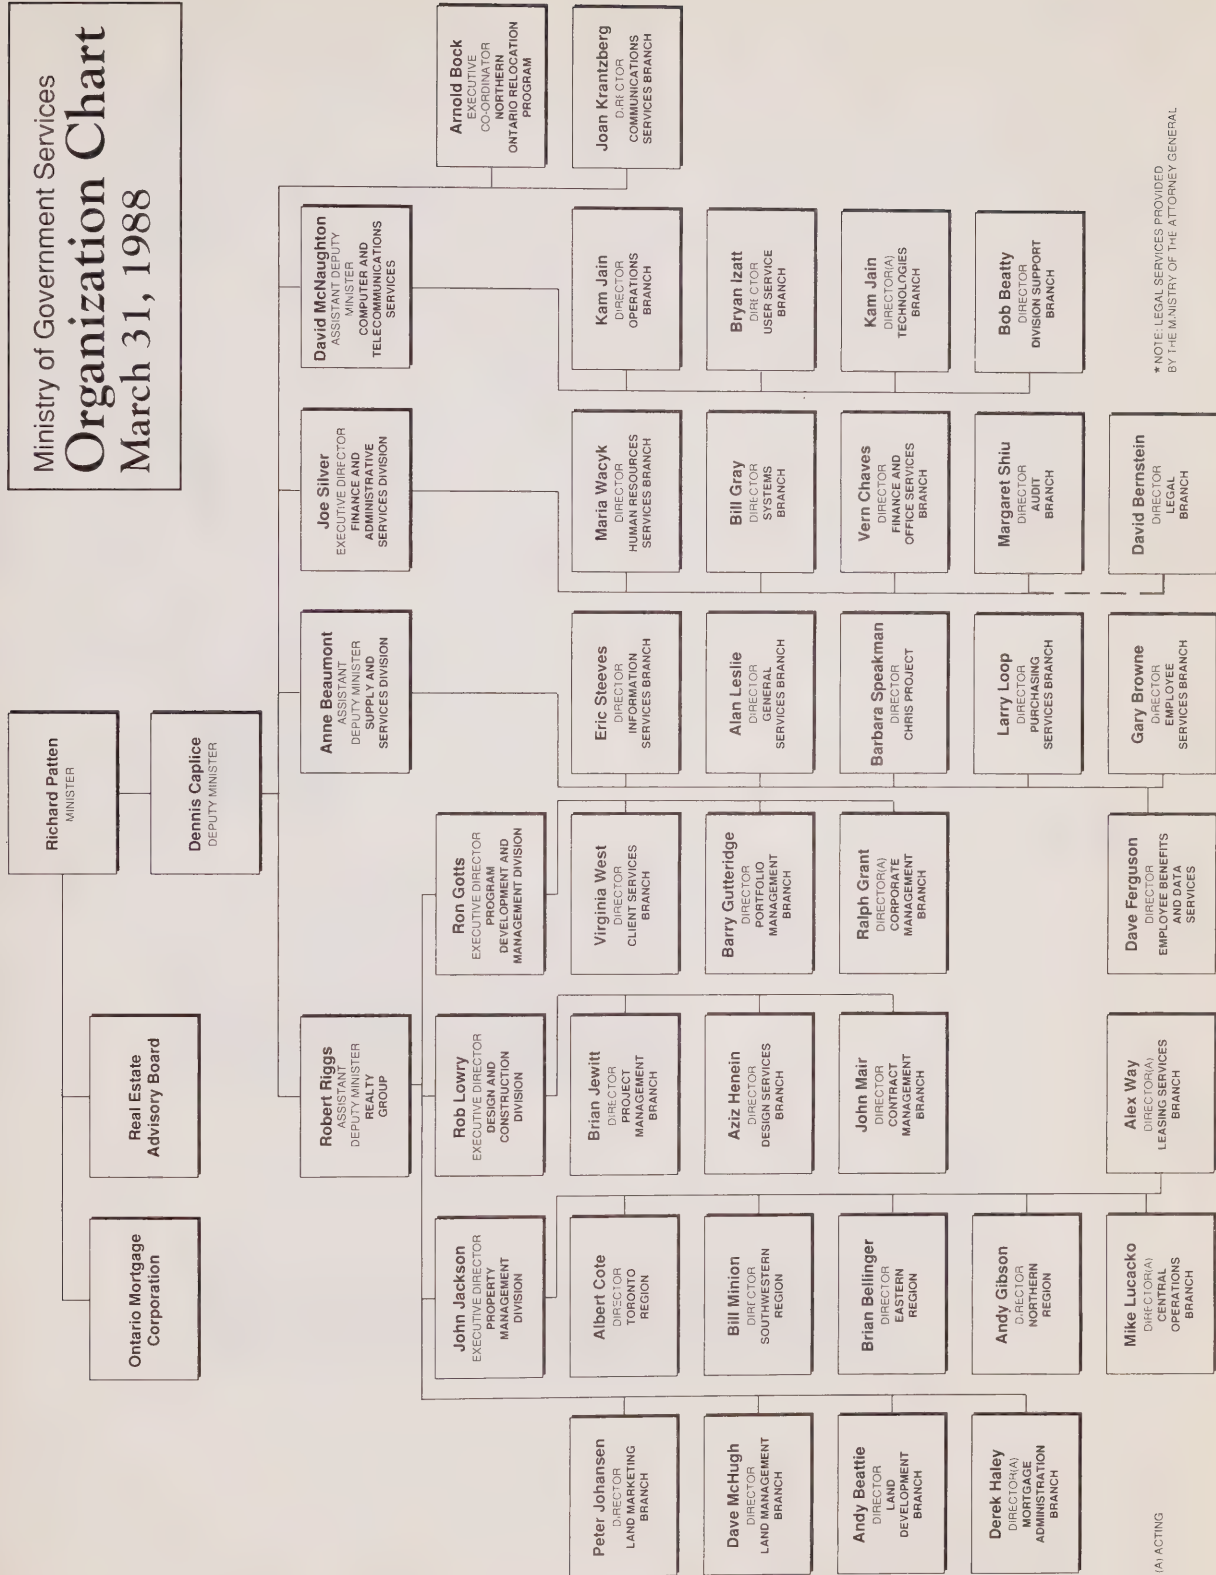 Ministry of Government Services
Organization Chart
March 31, 1988
Richard Patten
MINISTER
Ontario Mortgage
Corporation
Real Estate
Advisory Board
Dennis Caplice
DEPUTY MINISTER
Robert Riggs
ASSISTANT
DEPUTY MINISTER
REALTY
GROUP
Anne Beaumont
ASSISTANT
DEPUTY MINISTER
SUPPLY AND
SERVICES DIVISION
Joe Silver
EXECUTIVE DIRECTOR
FINANCE AND
ADMINISTRATIVE
SERVICES DIVISION
David McNaughton
ASSISTANT DEPUTY
MINISTER
COMPUTER AND
TELECOMMUNICATIONS
SERVICES
John Jackson
EXECUTIVE DIRECTOR
PROPERTY
MANAGEMENT
DIVISION
Rob Lowry
EXECUTIVE DIRECTOR
DESIGN AND
CONSTRUCTION
DIVISION
Ron Gotts
EXECUTIVE DIRECTOR
PROGRAM
DEVELOPMENT AND
MANAGEMENT DIVISION
Arnold Bock
EXECUTIVE
CO-ORDINATOR
NORTHERN
ONTARIO RELOCATION
PROGRAM
Peter Johansen
DIRECTOR
LAND MARKETING
BRANCH
Albert Cote
DIRECTOR
TORONTO
REGION
Brian Jewitt
DIRECTOR
PROJECT
MANAGEMENT
BRANCH
Virginia West
DIRECTOR
CLIENT SERVICES
BRANCH
Eric Steeves
DIRECTOR
INFORMATION
SERVICES BRANCH
Maria Wacyk
DIRECTOR
HUMAN RESOURCES
SERVICES BRANCH
Kam Jain
DIRECTOR
OPERATIONS
BRANCH
Joan Krantzberg
DIRECTOR
COMMUNICATIONS
SERVICES BRANCH
Dave McHugh
DIRECTOR
LAND MANAGEMENT
BRANCH
Bill Minion
DIRECTOR
SOUTHWESTERN
REGION
Aziz Henein
DIRECTOR
DESIGN SERVICES
BRANCH
Barry Gutteridge
DIRECTOR
PORTFOLIO
MANAGEMENT
BRANCH
Alan Leslie
DIRECTOR
GENERAL
SERVICES BRANCH
Bill Gray
DIRECTOR
SYSTEMS
BRANCH
Bryan Izatt
DIRECTOR
USER SERVICE
BRANCH
Andy Beattie
DIRECTOR
LAND
DEVELOPMENT
BRANCH
Brian Bellinger
DIRECTOR
EASTERN
REGION
John Mair
DIRECTOR
CONTRACT
MANAGEMENT
BRANCH
Ralph Grant
DIRECTOR(A)
CORPORATE
MANAGEMENT
BRANCH
Barbara Speakman
DIRECTOR
CHRIS PROJECT
Vern Chaves
DIRECTOR
FINANCE AND
OFFICE SERVICES
BRANCH
Kam Jain
DIRECTOR(A)
TECHNOLOGIES
BRANCH
Derek Haley
DIRECTOR(A)
MORTGAGE
ADMINISTRATION
BRANCH
Andy Gibson
DIRECTOR
NORTHERN
REGION
Larry Loop
DIRECTOR
PURCHASING
SERVICES BRANCH
Margaret Shiu
DIRECTOR
AUDIT
BRANCH
Bob Beatty
DIRECTOR
DIVISION SUPPORT
BRANCH
Mike Lucacko
DIRECTOR(A)
CENTRAL
OPERATIONS
BRANCH
Alex Way
DIRECTOR(A)
LEASING SERVICES
BRANCH
Dave Ferguson
DIRECTOR
EMPLOYEE BENEFITS
AND DATA
SERVICES
Gary Browne
DIRECTOR
EMPLOYEE
SERVICES BRANCH
David Bernstein
DIRECTOR
LEGAL
BRANCH
(A) ACTING
* NOTE: LEGAL SERVICES PROVIDED
BY THE MINISTRY OF THE ATTORNEY GENERAL